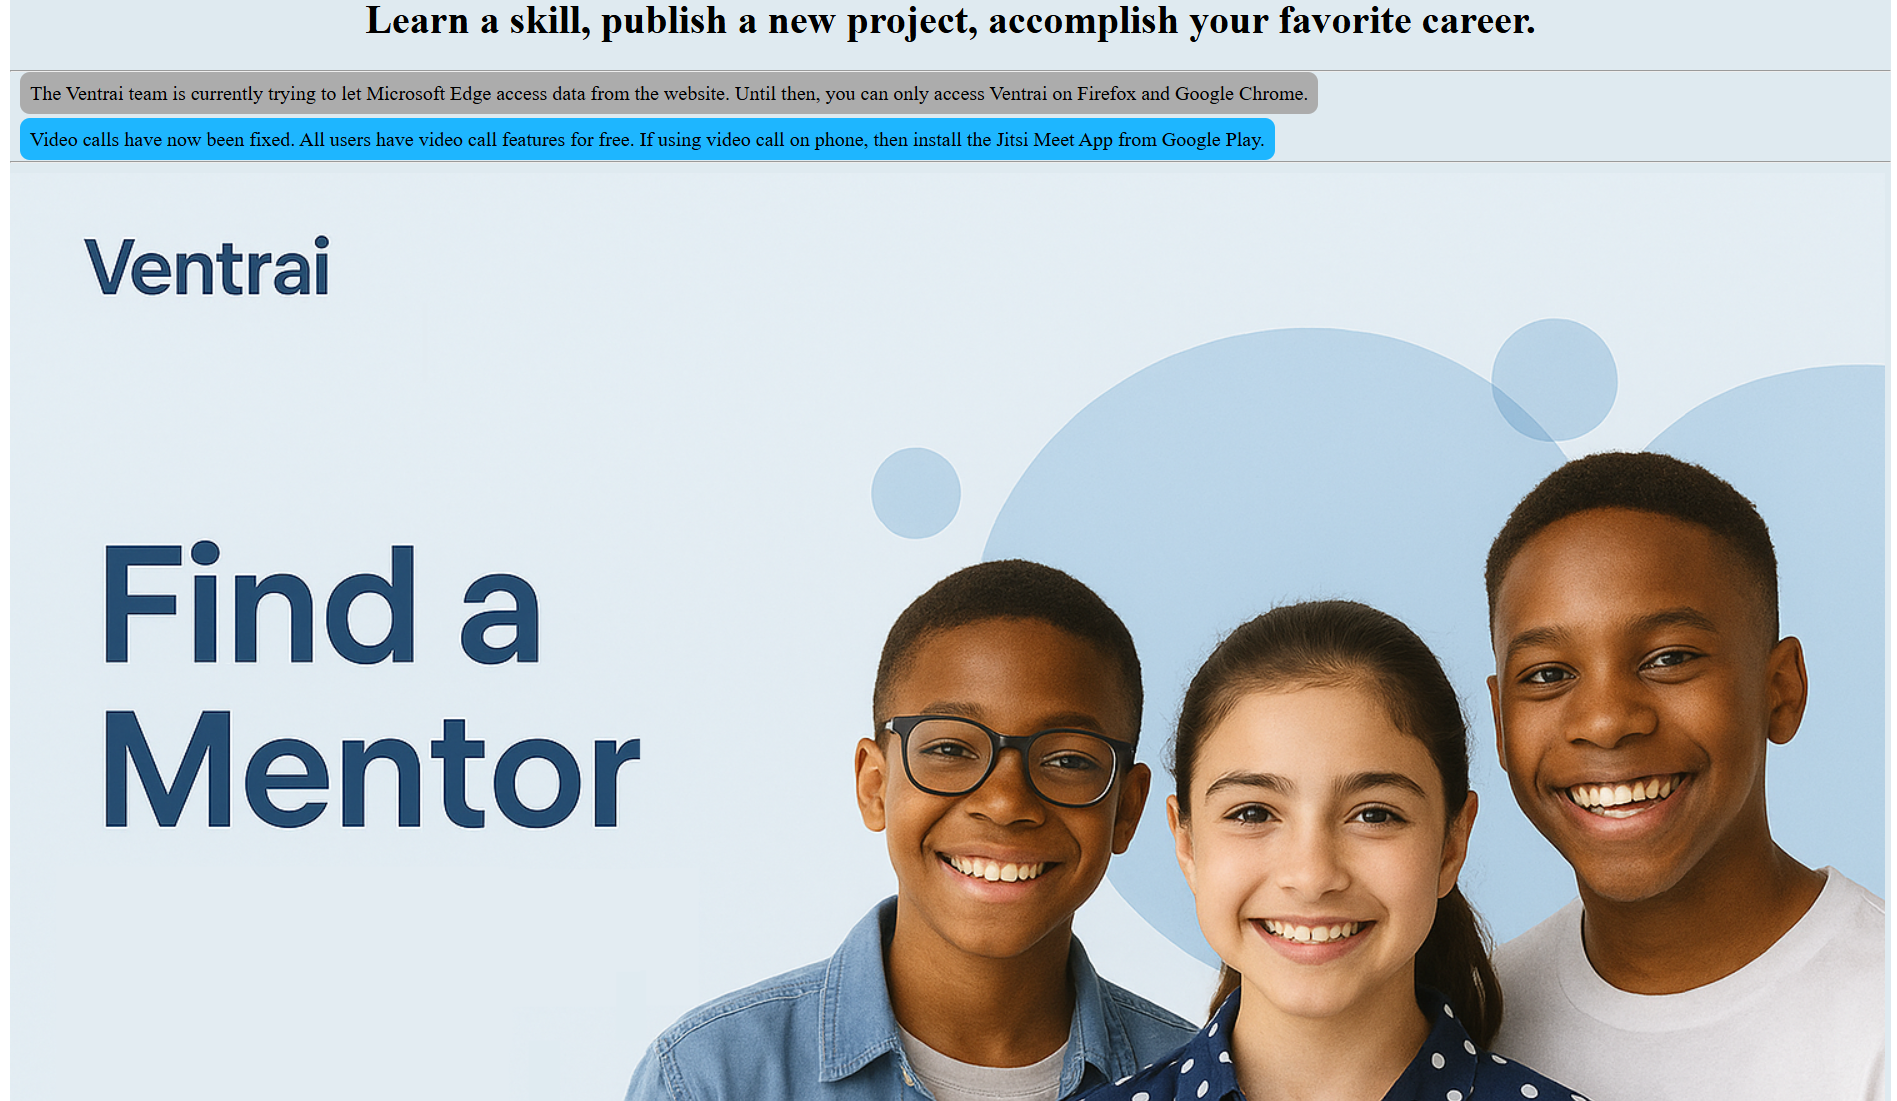 Learn a skill, publish a new project, accomplish your favorite career.
The Ventrai team is currently trying to let Microsoft Edge access data from the website. Until then, you can only access Ventrai on Firefox and Google Chrome.
Video calls have now been fixed. All users have video call features for free. If using video call on phone, then install the Jitsi Meet App from Google Play.
Ventrai
Find a
Mentor